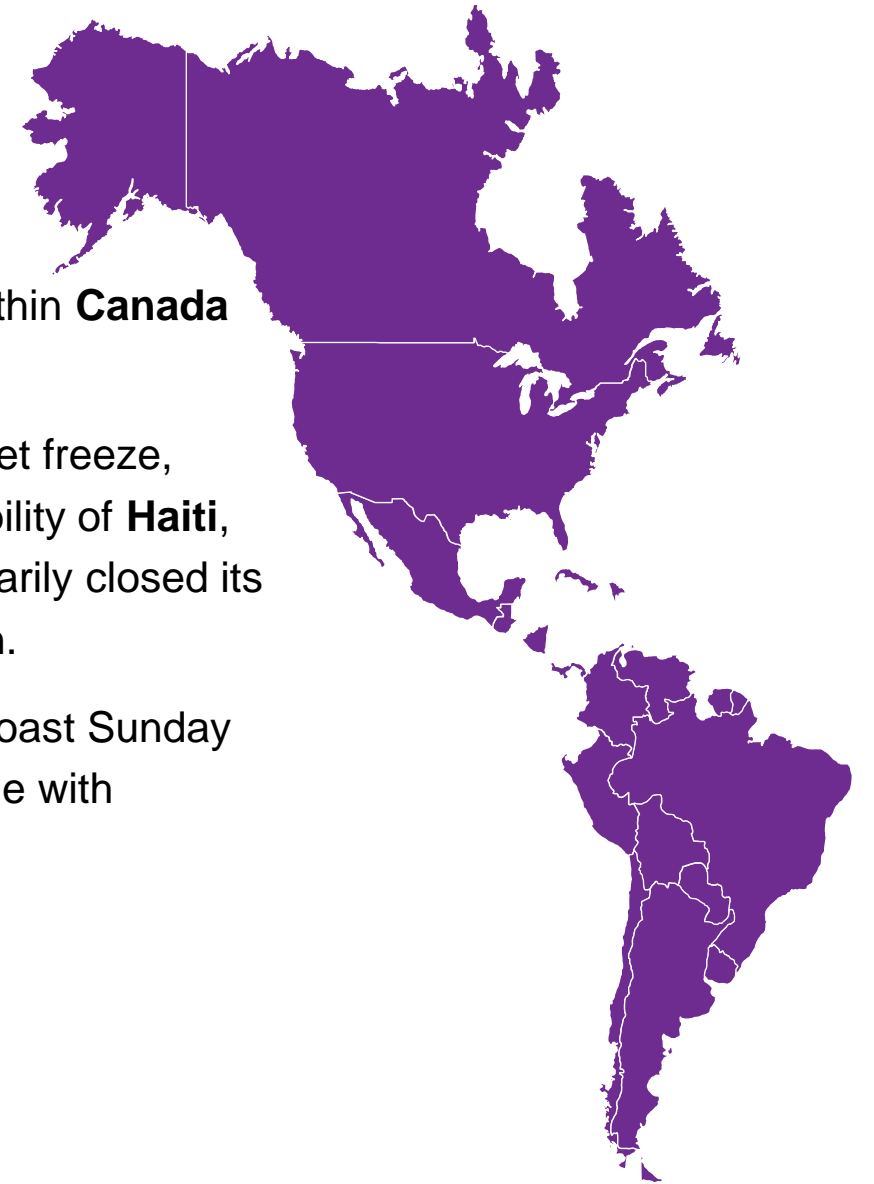 thin Canada
et freeze,
bility of Haiti,
arily closed its
n.
oast Sunday
e with